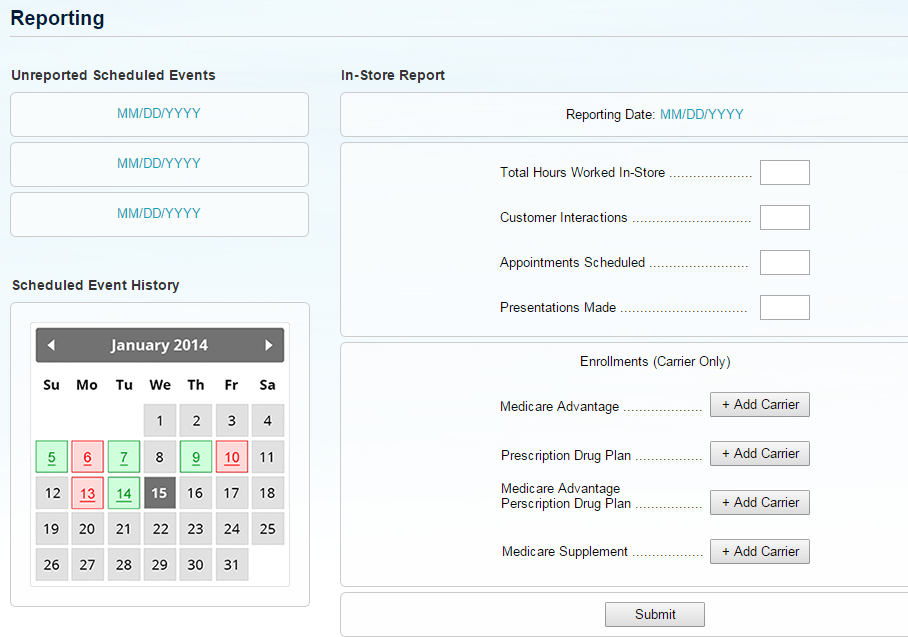 Reporting
Unreported Scheduled Events
MM/DD/YYYY
MM/DD/YYYY
MM/DD/YYYY
Scheduled Event History
January 2014
Su Mo Tu We Th Fr Sa
1 2 3 4
5 6 7 8 9 10 11
12 13 14 15 16 17 18
19 20 21 22 23 24 25
26 27 28 29 30 31
In-Store Report
Reporting Date: MM/DD/YYYY
Total Hours Worked In-Store .....................
Customer Interactions ..............................
Appointments Scheduled .........................
Presentations Made ................................
Enrollments (Carrier Only)
Medicare Advantage .................... + Add Carrier
Prescription Drug Plan ................. + Add Carrier
Medicare Advantage
Perscription Drug Plan ................. + Add Carrier
Medicare Supplement .................. + Add Carrier
Submit